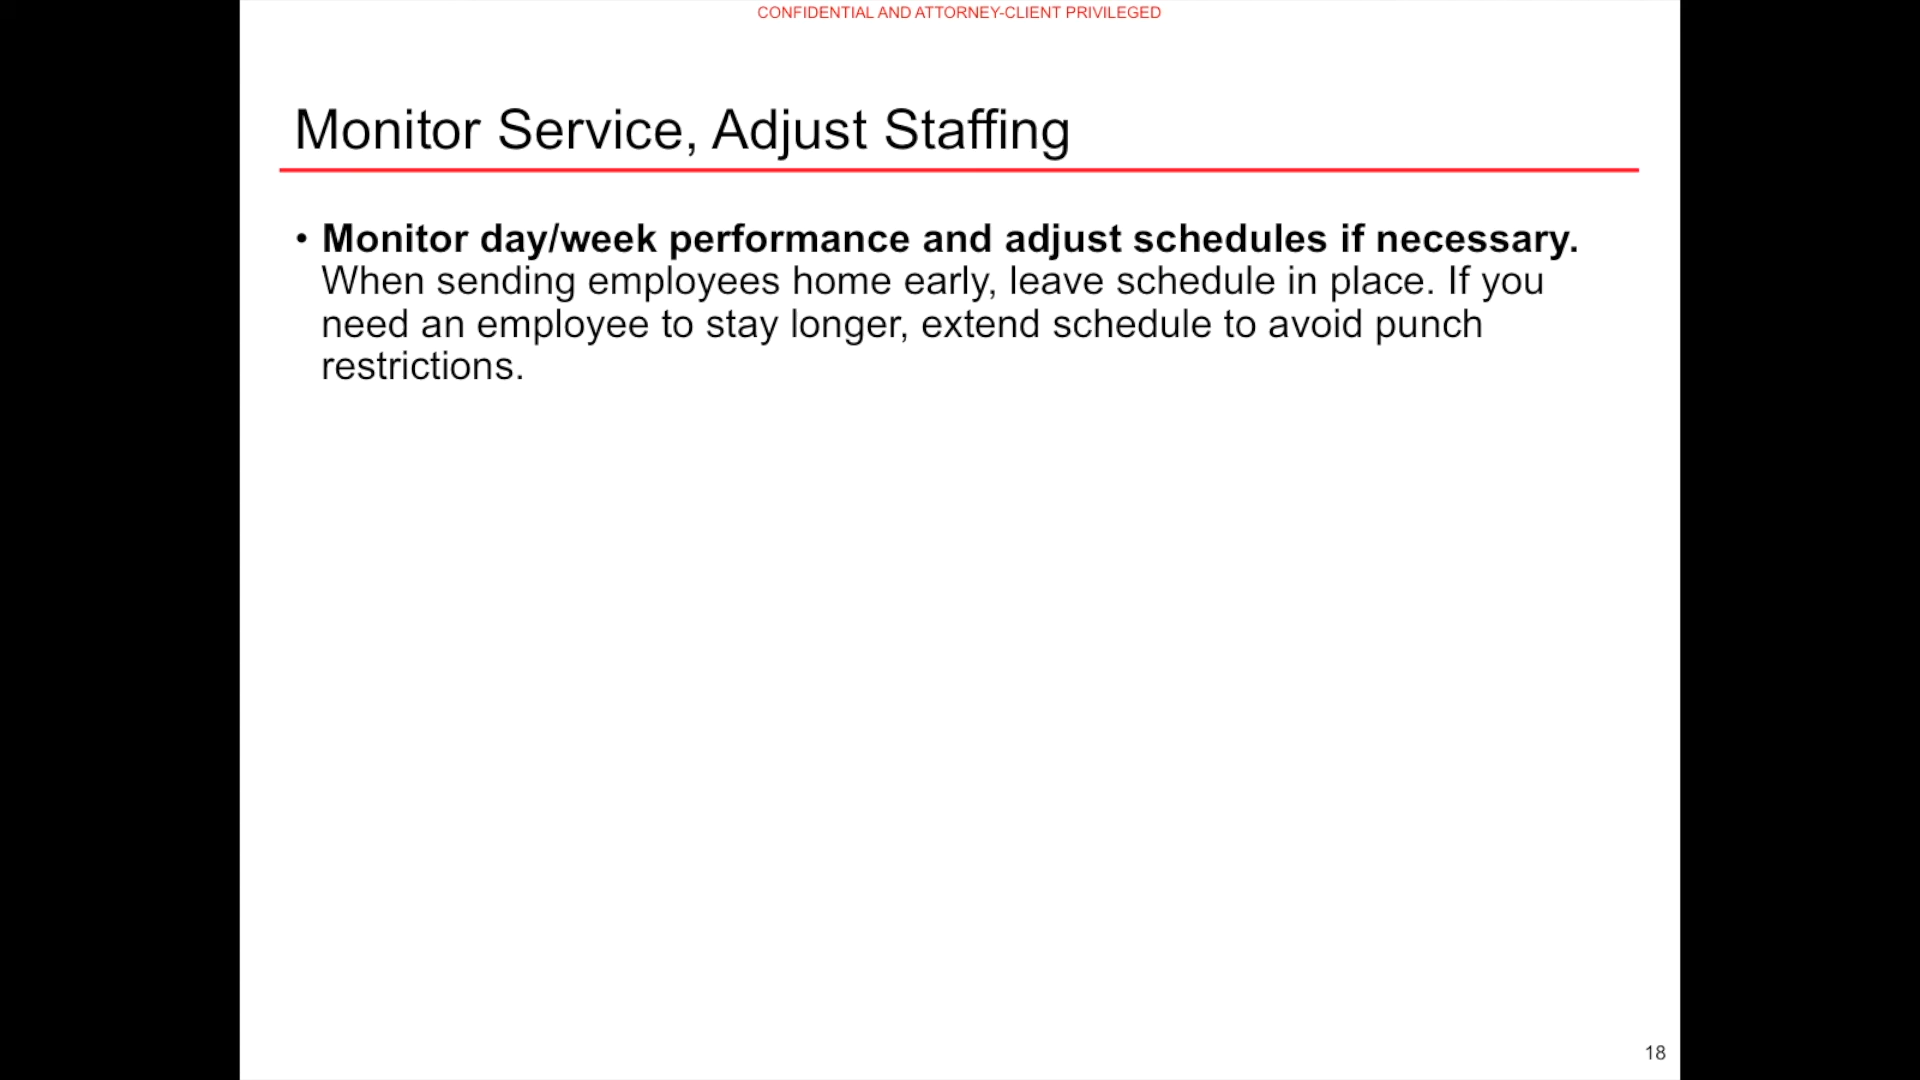 CONFIDENTIAL AND ATTORNEY-CLIENT PRIVILEGED
Monitor Service, Adjust Staffing
• Monitor day/week performance and adjust schedules if necessary.
When sending employees home early, leave schedule in place. If you
need an employee to stay longer, extend schedule to avoid punch
restrictions.
18